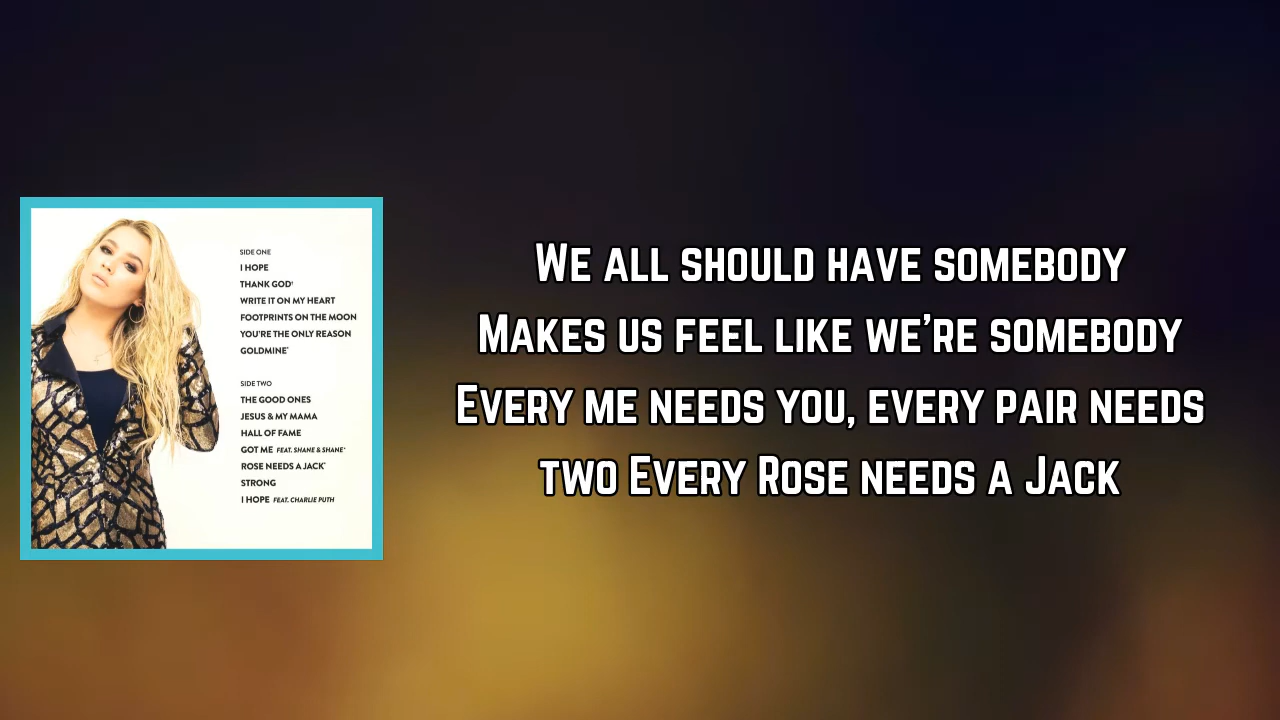 SIDE ONE
I HOPE
THANK GOD†
WRITE IT ON MY HEART
FOOTPRINTS ON THE MOON
YOU'RE THE ONLY REASON
GOLDMINE*
SIDE TWO
THE GOOD ONES
JESUS & MY MAMA
HALL OF FAME
GOT ME FEAT. SHANE & SHANE*
ROSE NEEDS A JACK*
STRONG
I HOPE FEAT. CHARLIE PUTH
We all should have somebody
Makes us feel like we’re somebody
Every me needs you, every pair needs
two Every Rose needs a Jack